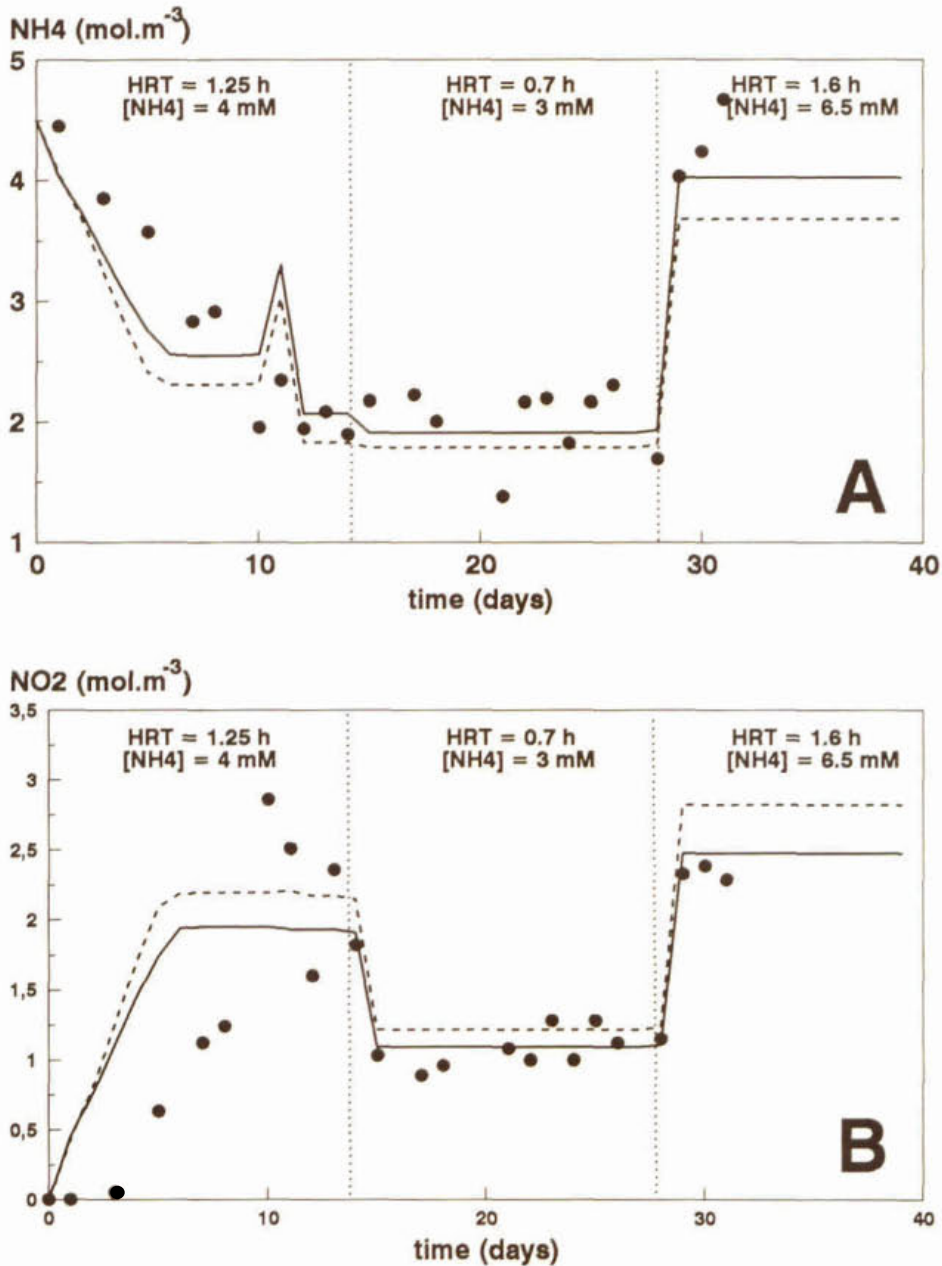 NH4 (mol.m-3)
5
4
3
2
1
HRT = 1.25 h
[NH4] = 4 mM
HRT = 0.7 h
[NH4] = 3 mM
HRT = 1.6 h
[NH4] = 6.5 mM
A
0
10
20
30
40
time (days)
NO2 (mol.m-3)
3,5
3
2,5
2
1,5
1
0,5
0
HRT = 1.25 h
[NH4] = 4 mM
HRT = 0.7 h
[NH4] = 3 mM
HRT = 1.6 h
[NH4] = 6.5 mM
B
0
10
20
30
40
time (days)